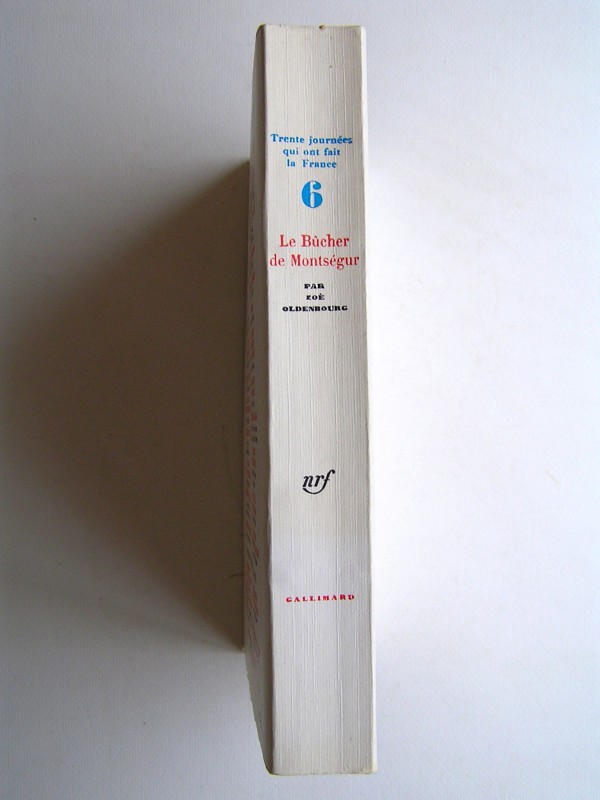 Trente journées
qui ont fait
la France
6
Le Bûcher
de Montségur
PAR
ZOÉ
OLDENBOURG
nrf
GALLIMARD